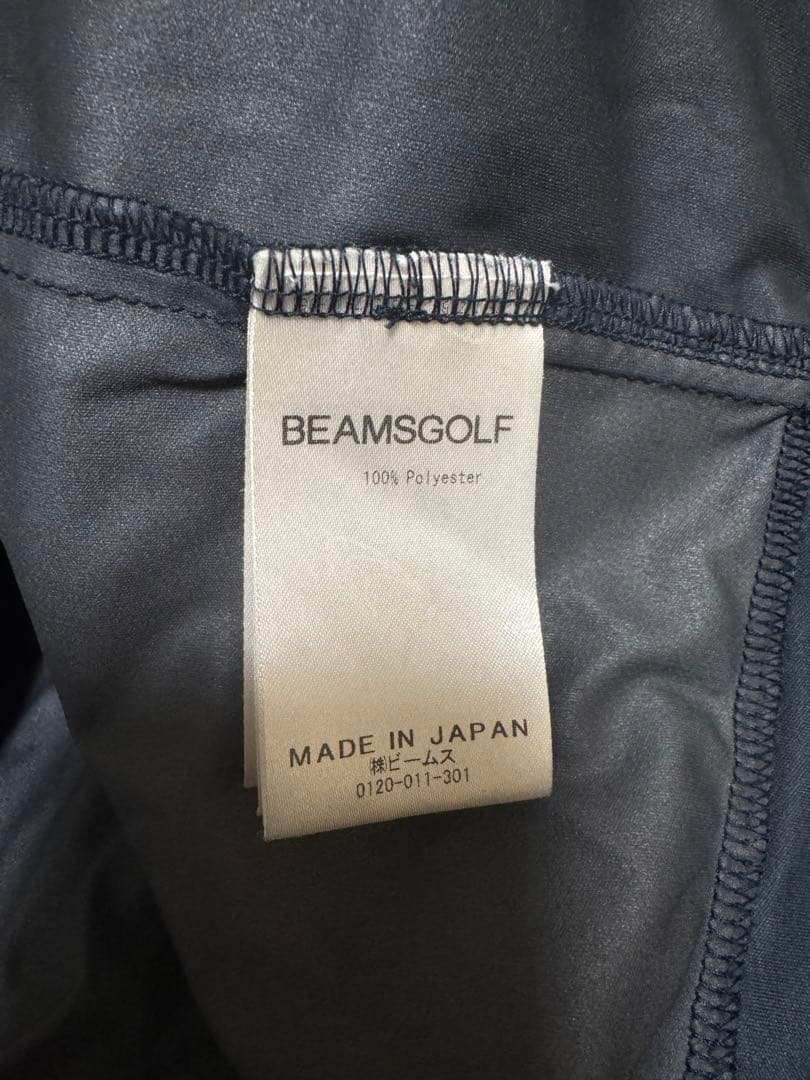 BEAMSGOLF
100% Polyester
MADE IN JAPAN
㈱ビームス
0120-011-301